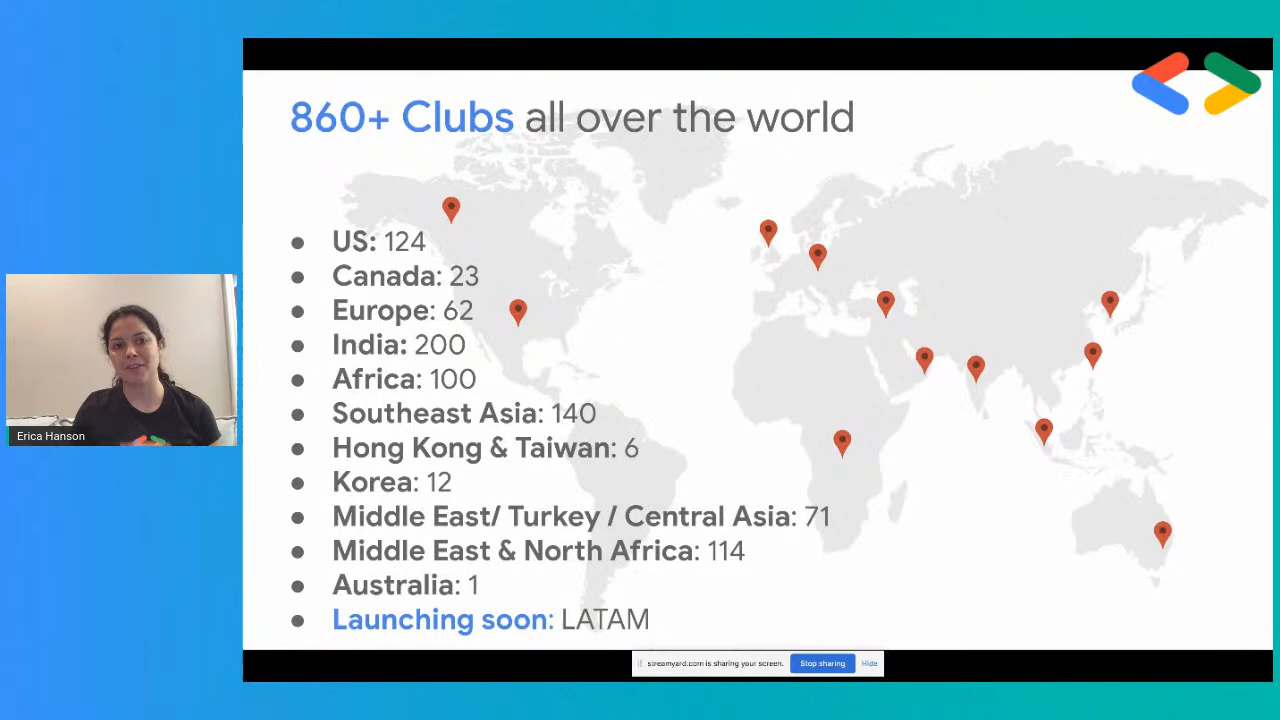 860+ Clubs all over the world
● US: 124
● Canada: 23
● Europe: 62
● India: 200
● Africa: 100
● Southeast Asia: 140
● Hong Kong & Taiwan: 6
● Korea: 12
● Middle East/ Turkey / Central Asia: 71
● Middle East & North Africa: 114
● Australia: 1
● Launching soon: LATAM
Erica Hanson
streamyard.com is sharing your screen. Stop sharing Hide